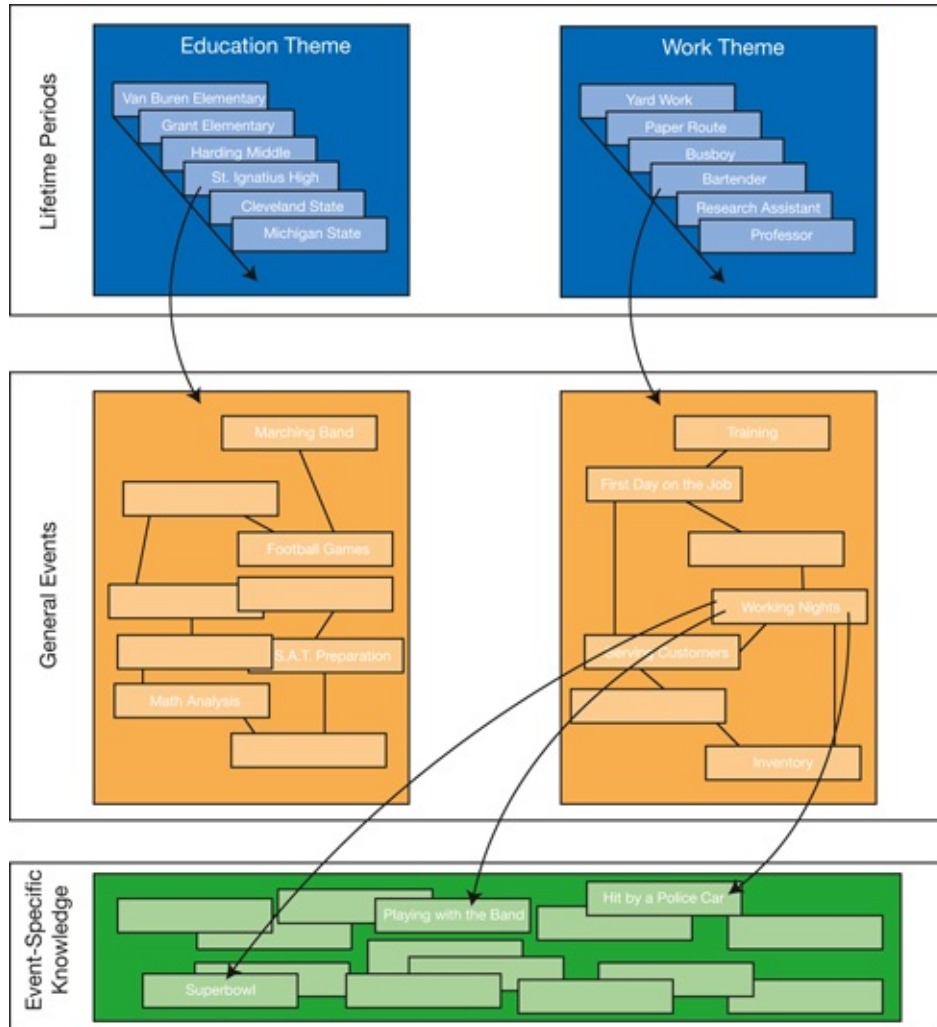 Lifetime Periods
Education Theme
Van Buren Elementary
Grant Elementary
Harding Middle
St. Ignatius High
Cleveland State
Michigan State
Work Theme
Yard Work
Paper Route
Busboy
Bartender
Research Assistant
Professor
General Events
Marching Band
Football Games
S.A.T. Preparation
Math Analysis
Training
First Day on the Job
Working Nights
Serving Customers
Inventory
Event-Specific
Knowledge
Playing with the Band
Hit by a Police Car
Superbowl